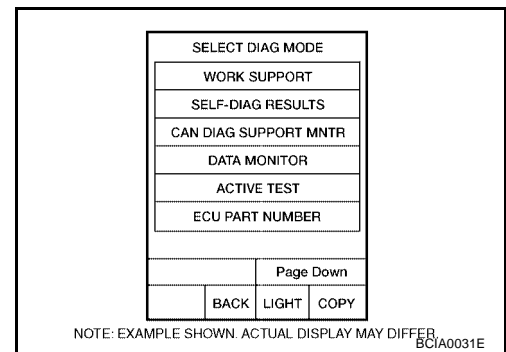 SELECT DIAG MODE
WORK SUPPORT
SELF-DIAG RESULTS
CAN DIAG SUPPORT MNTR
DATA MONITOR
ACTIVE TEST
ECU PART NUMBER
Page Down
BACK LIGHT COPY
NOTE: EXAMPLE SHOWN. ACTUAL DISPLAY MAY DIFFER.
BCIA0031E